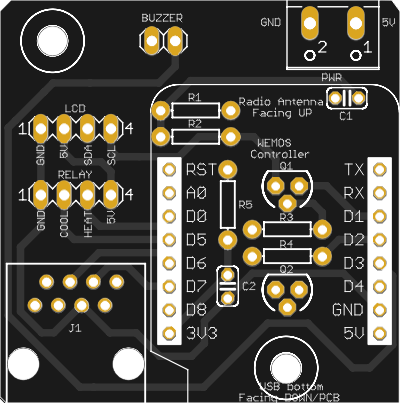 BUZZER
GND
5V
2
1
PWR
C1
LCD
1
4
GND
5V
SDA
SCL
R1
R2
Radio Antenna
Facing UP
WEMOS
Controller
Q1
RELAY
1
4
GND
COOL
HEAT
5V
RST
A0
D0
D5
D6
D7
D8
3V3
R5
R3
R4
Q2
C2
TX
RX
D1
D2
D3
D4
GND
5V
J1
USB bottom
Facing DOWN/PCB